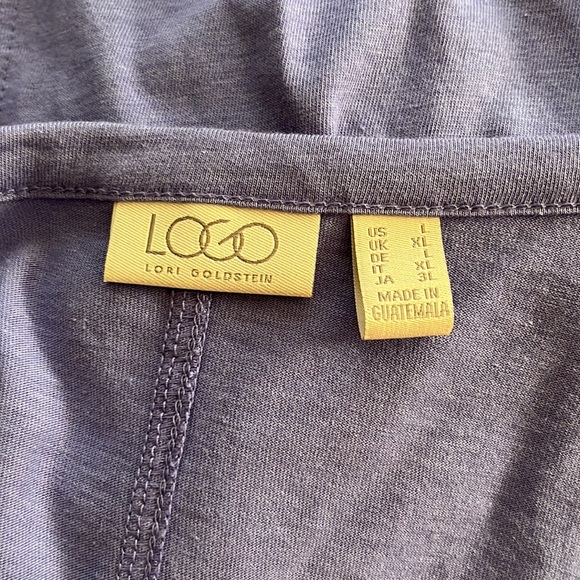 LOGO
LORI GOLDSTEIN
US L
UK XL
DE L
IT XL
JA 3L
MADE IN
GUATEMALA